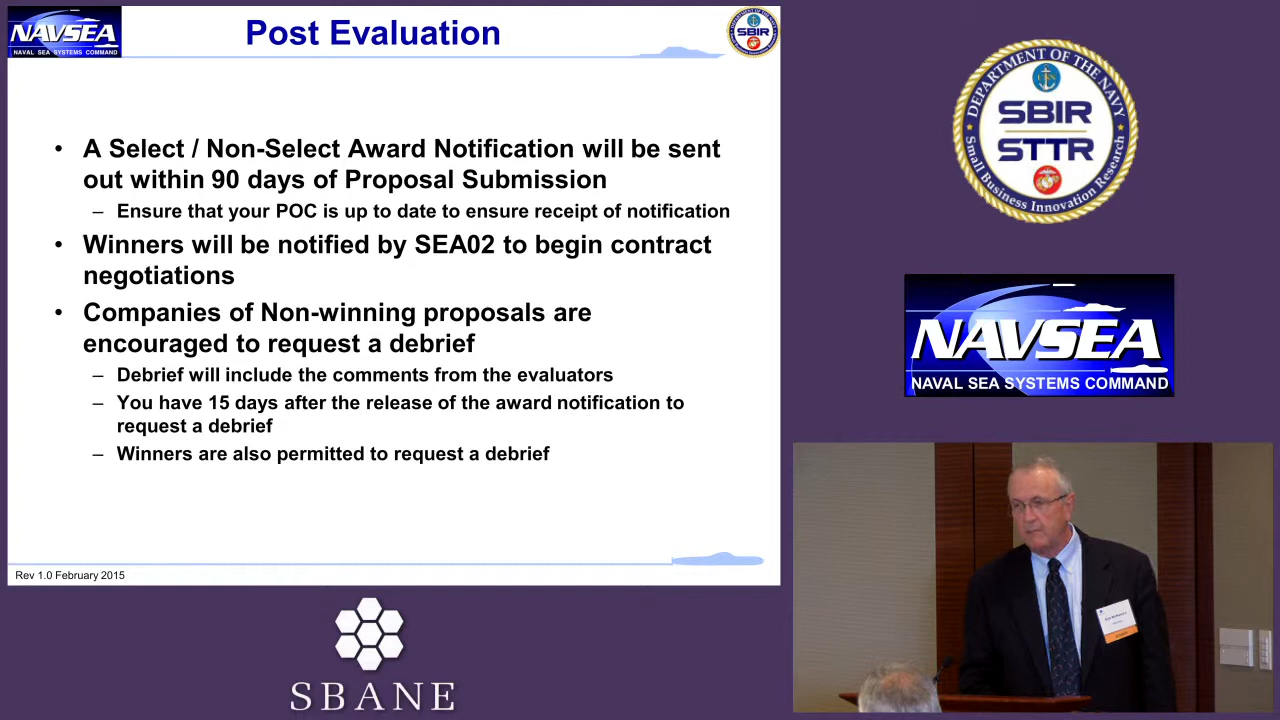 NAVSEA
NAVAL SEA SYSTEMS COMMAND
Post Evaluation
SBIR
• A Select / Non-Select Award Notification will be sent
out within 90 days of Proposal Submission
– Ensure that your POC is up to date to ensure receipt of notification
• Winners will be notified by SEA02 to begin contract
negotiations
• Companies of Non-winning proposals are
encouraged to request a debrief
– Debrief will include the comments from the evaluators
– You have 15 days after the release of the award notification to
request a debrief
– Winners are also permitted to request a debrief
Rev 1.0 February 2015
SBANE
DEPARTMENT OF THE NAVY
SBIR
STTR
Small Business Innovation Research
NAVSEA
NAVAL SEA SYSTEMS COMMAND